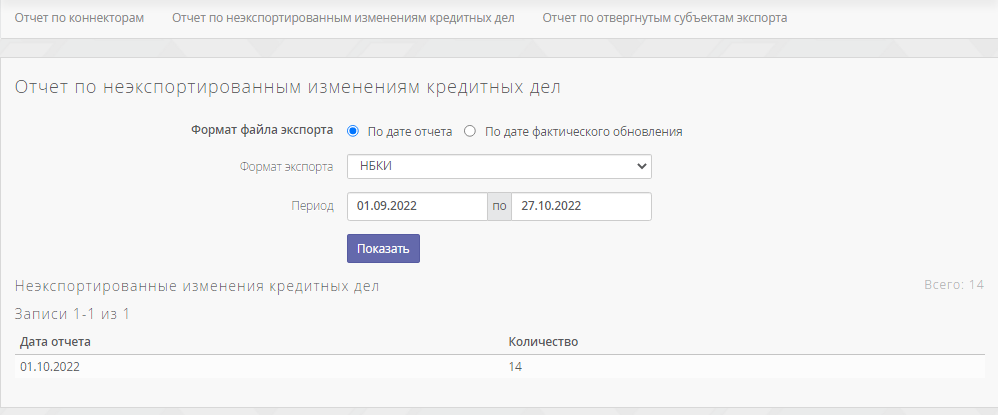 Отчет по коннекторам Отчет по неэкспортированным изменениям кредитных дел Отчет по отвергнутым субъектам экспорта
Отчет по неэкспортированным изменениям кредитных дел
Формат файла экспорта По дате отчета По дате фактического обновления
Формат экспорта НБКИ
Период 01.09.2022 по 27.10.2022
Показать
Неэкспортированные изменения кредитных дел Всего: 14
Записи 1-1 из 1
Дата отчета Количество
01.10.2022 14